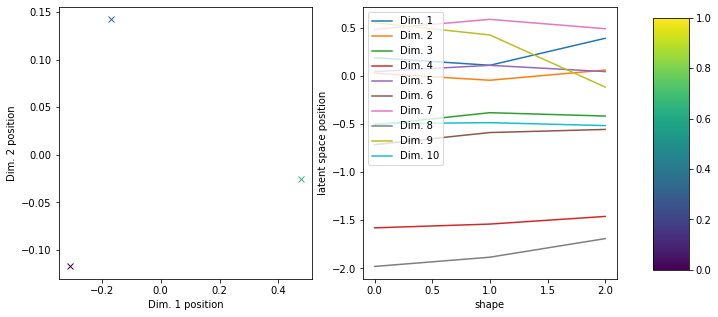 0.15
0.10
0.05
0.00
−0.05
−0.10
Dim. 2 position
−0.2
0.0
0.2
0.4
Dim. 1 position
0.5
0.0
−0.5
−1.0
−1.5
−2.0
latent space position
Dim. 1
Dim. 2
Dim. 3
Dim. 4
Dim. 5
Dim. 6
Dim. 7
Dim. 8
Dim. 9
Dim. 10
0.0
0.5
1.0
1.5
2.0
shape
1.0
0.8
0.6
0.4
0.2
0.0